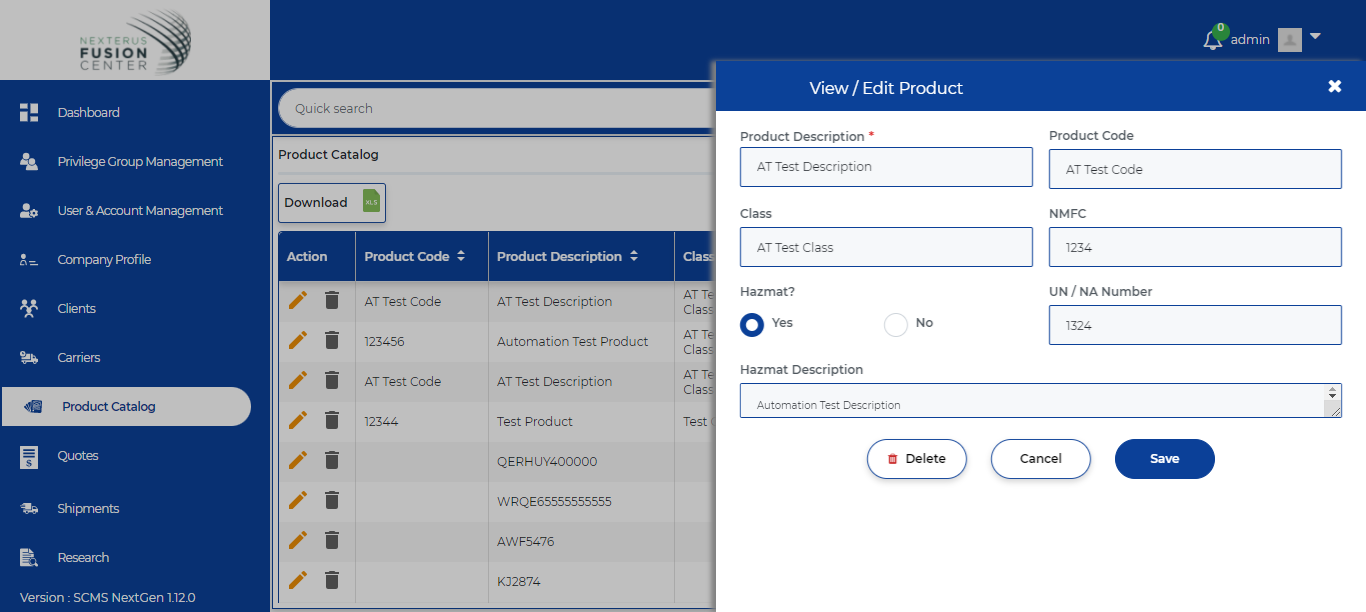 NEXTERUS
FUSION
CENTER
0
admin
Dashboard
Privilege Group Management
User & Account Management
Company Profile
Clients
Carriers
Product Catalog
Quotes
Shipments
Research
Version : SCMS NextGen 1.12.0
Quick search
Product Catalog
Download XLS
Action Product Code Product Description Class
AT Test Code AT Test Description AT Te
Class
123456 Automation Test Product AT Te
Class
AT Test Code AT Test Description AT Te
Class
12344 Test Product Test C
QERHUY400000
WRQE65555555555
AWF5476
KJ2874
View / Edit Product
Product Description * Product Code
AT Test Description AT Test Code
Class NMFC
AT Test Class 1234
Hazmat? UN / NA Number
Yes No 1324
Hazmat Description
Automation Test Description
Delete Cancel Save